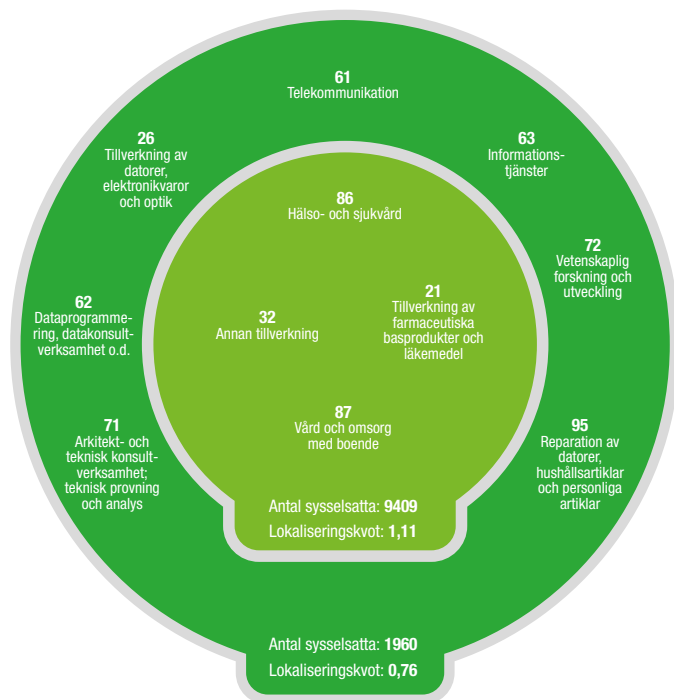 61
Telekommunikation
26
Tillverkning av
datorer,
elektronikvaror
och optik
63
Informations-
tjänster
86
Hälso- och sjukvård
72
Vetenskaplig
forskning och
utveckling
62
Dataprogramme-
ring, datakonsult-
verksamhet o.d.
32
Annan tillverkning
21
Tillverkning av
farmaceutiska
basprodukter och
läkemedel
87
Vård och omsorg
med boende
71
Arkitekt- och
teknisk konsult-
verksamhet;
teknisk provning
och analys
95
Reparation av
datorer,
hushållsartiklar
och personliga
artiklar
Antal sysselsatta: 9409
Lokaliseringskvot: 1,11
Antal sysselsatta: 1960
Lokaliseringskvot: 0,76